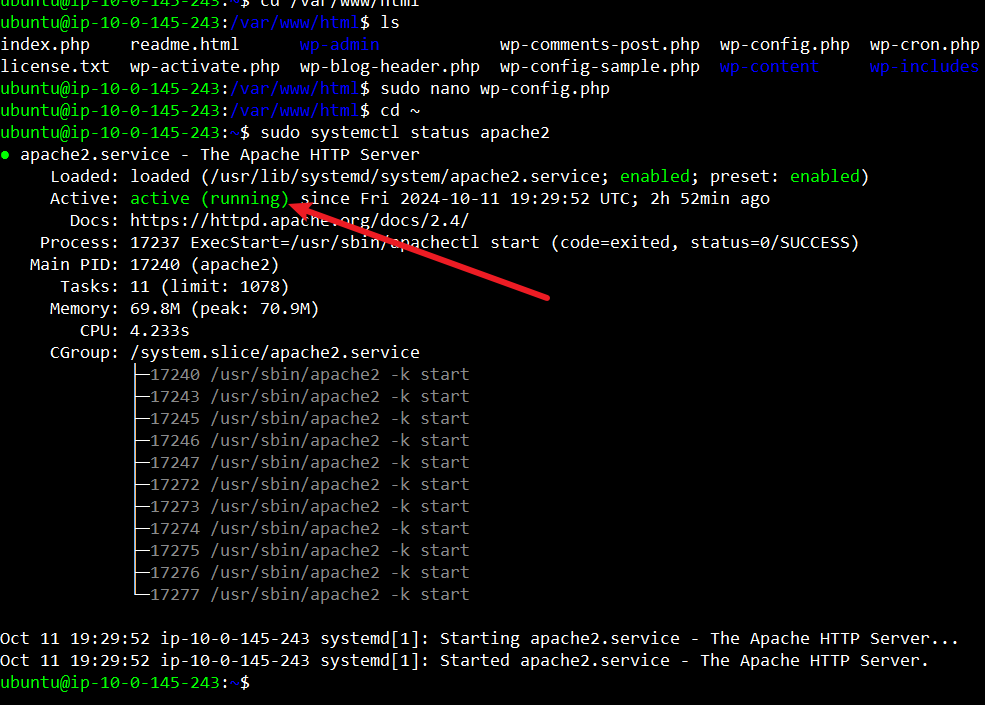 ubuntu@ip-10-0-145-243:~$ cd /var/www/html
ubuntu@ip-10-0-145-243:/var/www/html$ ls
index.php    readme.html      wp-admin            wp-comments-post.php  wp-config.php  wp-cron.php
license.txt  wp-activate.php  wp-blog-header.php  wp-config-sample.php  wp-content     wp-includes
ubuntu@ip-10-0-145-243:/var/www/html$ sudo nano wp-config.php
ubuntu@ip-10-0-145-243:/var/www/html$ cd ~
ubuntu@ip-10-0-145-243:~$ sudo systemctl status apache2
● apache2.service - The Apache HTTP Server
     Loaded: loaded (/usr/lib/systemd/system/apache2.service; enabled; preset: enabled)
     Active: active (running) since Fri 2024-10-11 19:29:52 UTC; 2h 52min ago
       Docs: https://httpd.apache.org/docs/2.4/
    Process: 17237 ExecStart=/usr/sbin/apachectl start (code=exited, status=0/SUCCESS)
   Main PID: 17240 (apache2)
      Tasks: 11 (limit: 1078)
     Memory: 69.8M (peak: 70.9M)
        CPU: 4.233s
     CGroup: /system.slice/apache2.service
             ├─17240 /usr/sbin/apache2 -k start
             ├─17243 /usr/sbin/apache2 -k start
             ├─17245 /usr/sbin/apache2 -k start
             ├─17246 /usr/sbin/apache2 -k start
             ├─17247 /usr/sbin/apache2 -k start
             ├─17272 /usr/sbin/apache2 -k start
             ├─17273 /usr/sbin/apache2 -k start
             ├─17274 /usr/sbin/apache2 -k start
             ├─17275 /usr/sbin/apache2 -k start
             ├─17276 /usr/sbin/apache2 -k start
             └─17277 /usr/sbin/apache2 -k start
Oct 11 19:29:52 ip-10-0-145-243 systemd[1]: Starting apache2.service - The Apache HTTP Server...
Oct 11 19:29:52 ip-10-0-145-243 systemd[1]: Started apache2.service - The Apache HTTP Server.
ubuntu@ip-10-0-145-243:~$